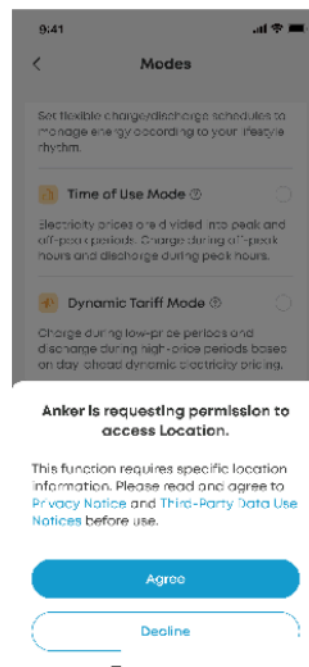 9:41
Modes
Set flexible charge/discharge schedules to
manage energy according to your lifestyle
rhythm.
Time of Use Mode
Electricity prices are divided into peak and
off-peak periods. Charge during off-peak
hours and discharge during peak hours.
Dynamic Tariff Mode
Charge during low-price periods and
discharge during high-price periods based
on day-ahead dynamic electricity pricing.
Anker is requesting permission to
access Location.
This function requires specific location
information. Please read and agree to
Privacy Notice and Third-Party Data Use
Notices before use.
Agree
Decline